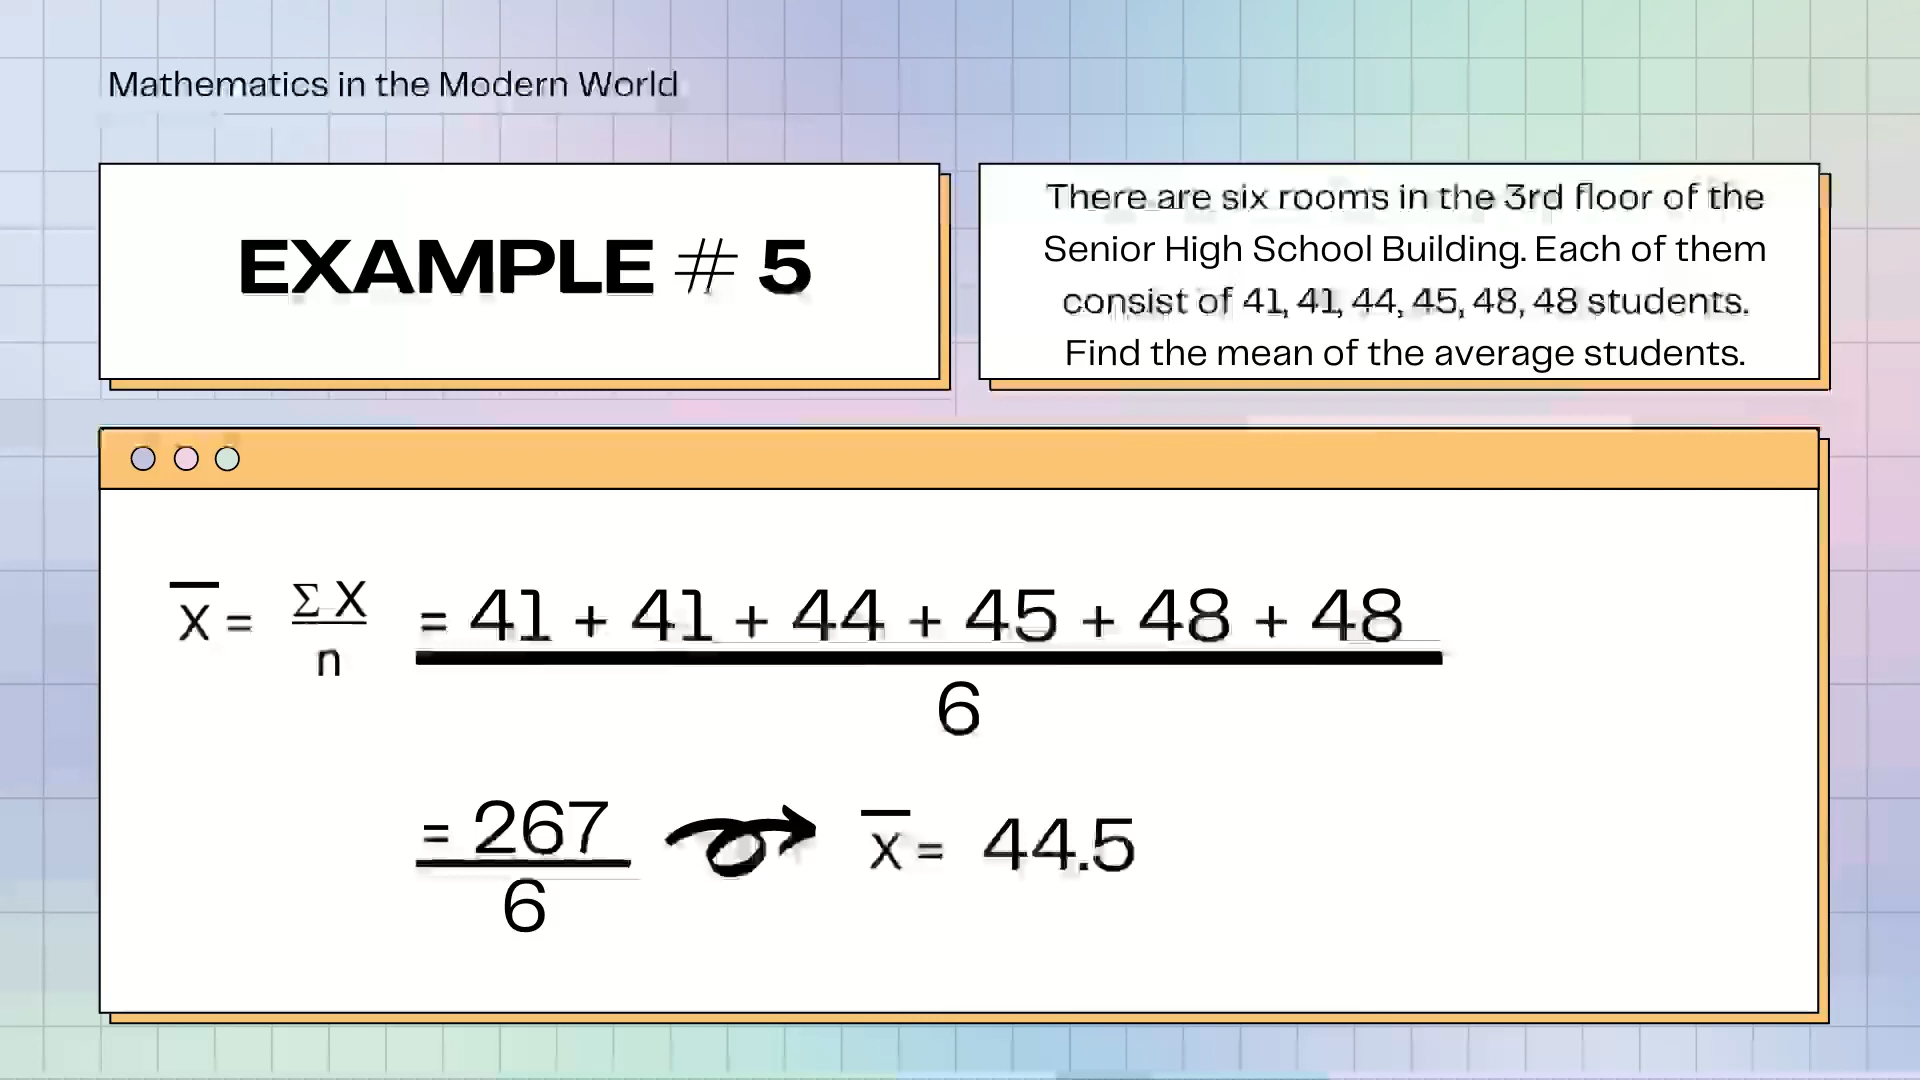 Mathematics in the Modern World
EXAMPLE # 5
There are six rooms in the 3rd floor of the
Senior High School Building. Each of them
consist of 41, 41, 44, 45, 48, 48 students.
Find the mean of the average students.
x̄ = Σ X / n = 41 + 41 + 44 + 45 + 48 + 48
6
= 267 / 6
x̄ = 44.5